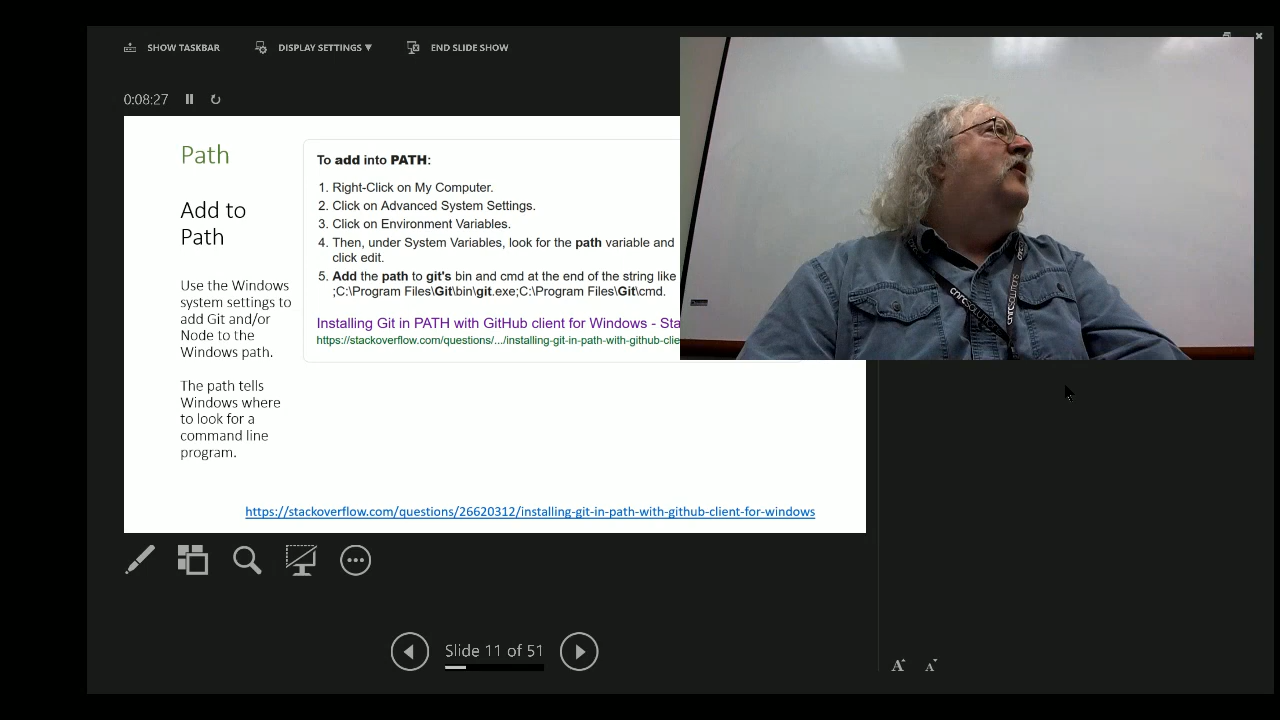 SHOW TASKBAR
DISPLAY SETTINGS ▼
END SLIDE SHOW
0:08:27
Path
Add to
Path
Use the Windows
system settings to
add Git and/or
Node to the
Windows path.
The path tells
Windows where
to look for a
command line
program.
To add into PATH:
1. Right-Click on My Computer.
2. Click on Advanced System Settings.
3. Click on Environment Variables.
4. Then, under System Variables, look for the path variable and
click edit.
5. Add the path to git's bin and cmd at the end of the string like
;C:\Program Files\Git\bin\git.exe;C:\Program Files\Git\cmd.
Installing Git in PATH with GitHub client for Windows - Sta
https://stackoverflow.com/questions/.../installing-git-in-path-with-github-clie
https://stackoverflow.com/questions/26620312/installing-git-in-path-with-github-client-for-windows
Slide 11 of 51
A A